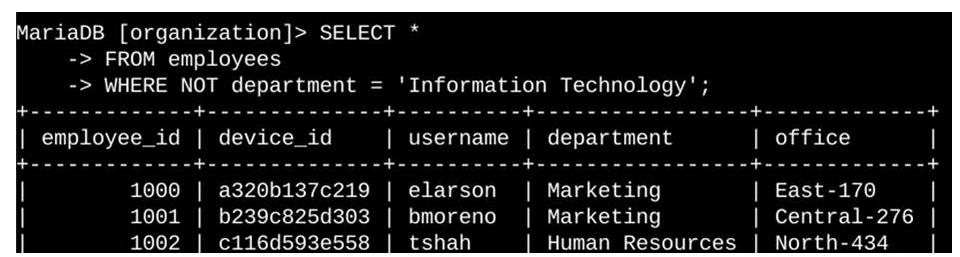 MariaDB [organization]> SELECT *
    -> FROM employees
    -> WHERE NOT department = 'Information Technology';
+-------------+--------------+----------+-----------------+-------------+
| employee_id | device_id    | username | department      | office      |
+-------------+--------------+----------+-----------------+-------------+
|        1000 | a320b137c219 | elarson  | Marketing       | East-170    |
|        1001 | b239c825d303 | bmoreno  | Marketing       | Central-276 |
|        1002 | c116d593e558 | tshah    | Human Resources | North-434   |